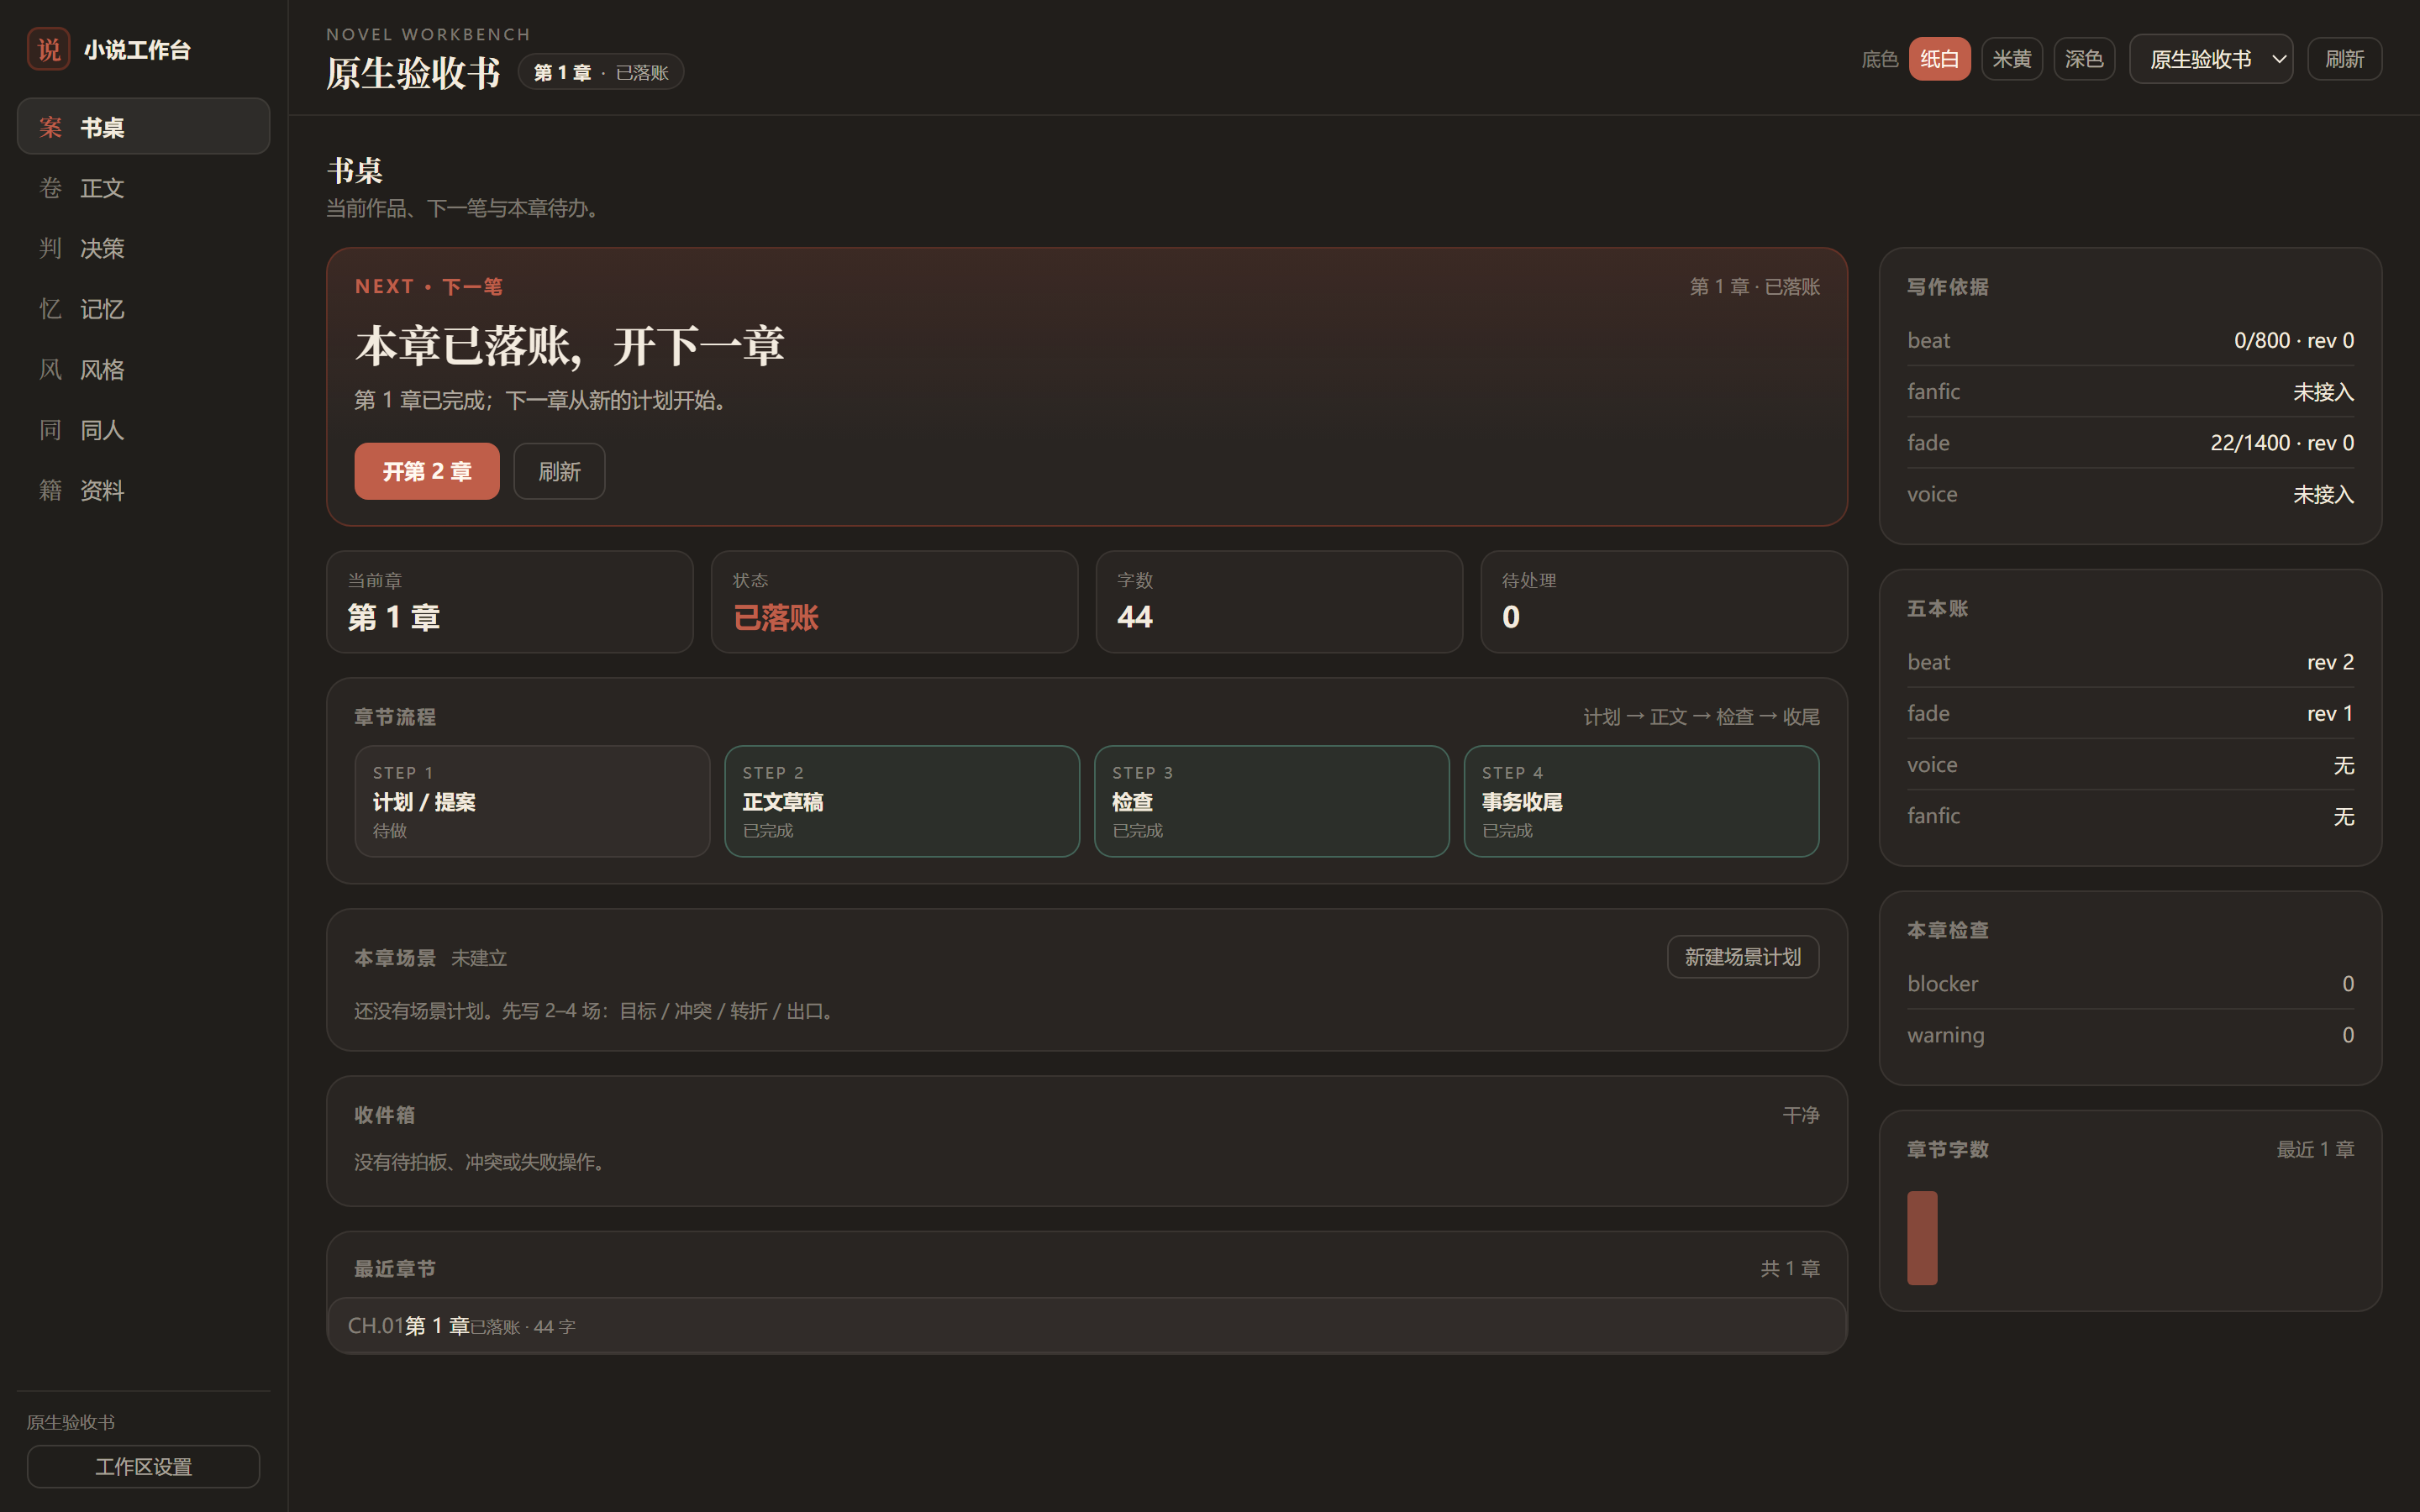 说 小说工作台
案 书桌
卷 正文
判 决策
忆 记忆
风 风格
同 同人
籍 资料
原生验收书
工作区设置
NOVEL WORKBENCH
原生验收书 第 1 章 · 已落账
底色 纸白 米黄 深色 原生验收书 刷新
书桌
当前作品、下一笔与本章待办。
NEXT · 下一笔 第 1 章 · 已落账
本章已落账，开下一章
第 1 章已完成；下一章从新的计划开始。
开第 2 章 刷新
当前章
第 1 章
状态
已落账
字数
44
待处理
0
章节流程 计划 → 正文 → 检查 → 收尾
STEP 1
计划 / 提案
待做
STEP 2
正文草稿
已完成
STEP 3
检查
已完成
STEP 4
事务收尾
已完成
本章场景 未建立 新建场景计划
还没有场景计划。先写 2–4 场：目标 / 冲突 / 转折 / 出口。
收件箱 干净
没有待拍板、冲突或失败操作。
最近章节 共 1 章
CH.01第 1 章已落账 · 44 字
写作依据
beat 0/800 · rev 0
fanfic 未接入
fade 22/1400 · rev 0
voice 未接入
五本账
beat rev 2
fade rev 1
voice 无
fanfic 无
本章检查
blocker 0
warning 0
章节字数 最近 1 章